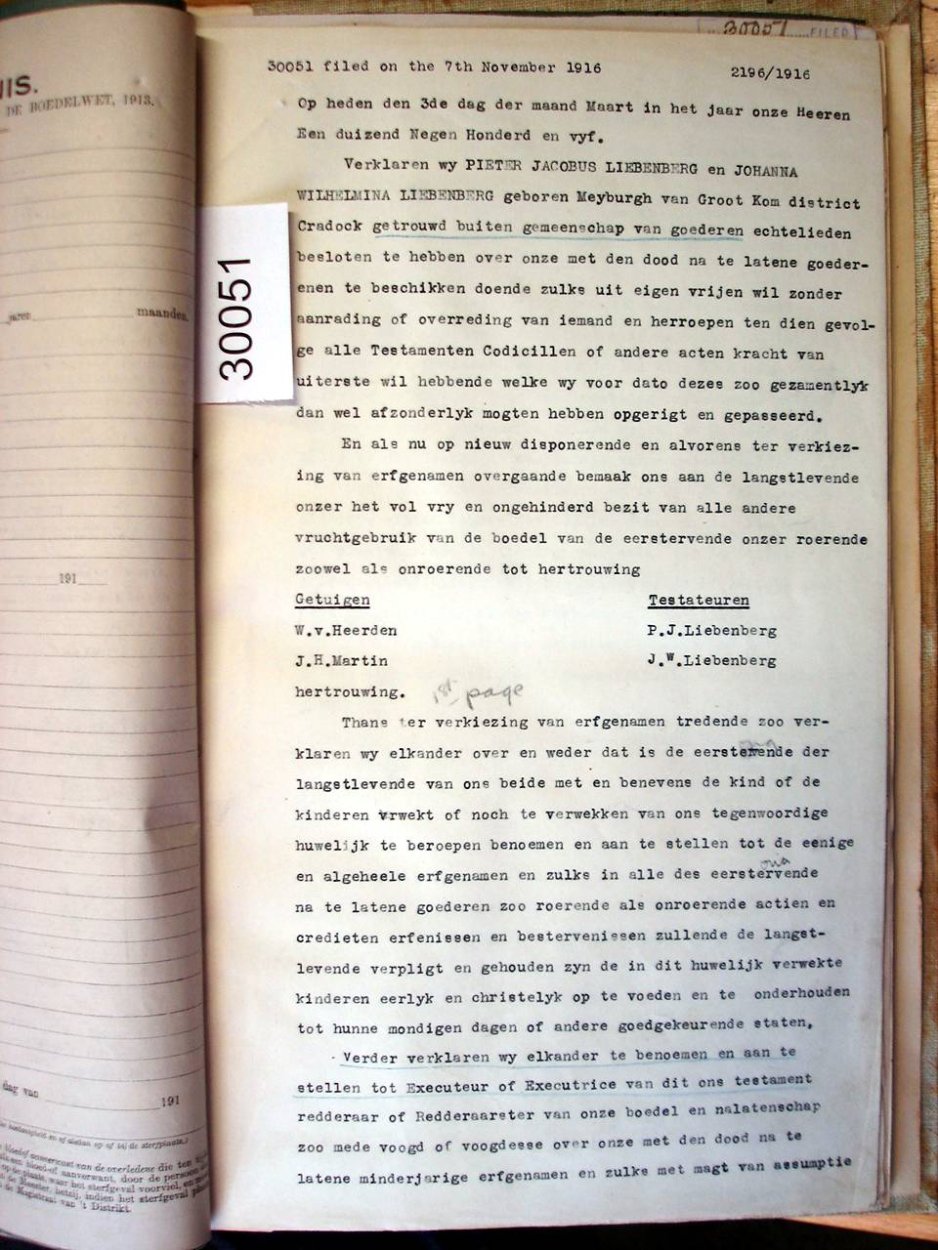 30051 FILED
30051 filed on the 7th November 1916 2196/1916
Op heden den 3de dag der maand Maart in het jaar onze Heeren
Een duizend Negen Honderd en vyf.
Verklaren wy PIETER JACOBUS LIEBENBERG en JOHANNA
WILHELMINA LIEBENBERG geboren Meyburgh van Groot Kom district
Cradock getrouwd buiten gemeenschap van goederen echtelieden
besloten te hebben over onze met den dood na te latene goeder-
enen te beschikken doende zulks uit eigen vrijen wil zonder
aanrading of overreding van iemand en herroepen ten dien gevol-
ge alle Testamenten Codicillen of andere acten kracht van
uiterste wil hebbende welke wy voor dato dezes zoo gezamentlyk
dan wel afzonderlyk mogten hebben opgerigt en gepasseerd.
En als nu op nieuw disponerende en alvorens ter verkiez-
ing van erfgenamen overgaande bemaak ons aan de langstlevende
onzer het vol vry en ongehinderd bezit van alle andere
vruchtgebruik van de boedel van de eerstervende onzer roerende
zoowel als onroerende tot hertrouwing
Getuigen Testateuren
W.v.Heerden P.J.Liebenberg
J.H.Martin J.W.Liebenberg
hertrouwing. 1st page
Thans ter verkiezing van erfgenamen tredende zoo ver-
klaren wy elkander over en weder dat is de eerstervende der
langstlevende van ons beide met en benevens de kind of de
kinderen vrwekt of noch te verwekken van ons tegenwoordige
huwelijk te beroepen benoemen en aan te stellen tot de eenige
en algeheele erfgenamen en zulks in alle des eerstervende
na te latene goederen zoo roerende als onroerende actien en
credieten erfenissen en bestervenissen zullende de langst-
levende verpligt en gehouden zyn de in dit huwelijk verwekte
kinderen eerlyk en christelyk op te voeden en te onderhouden
tot hunne mondigen dagen of andere goedgekeurende staten,
Verder verklaren wy elkander te benoemen en aan te
stellen tot Executeur of Executrice van dit ons testament
redderaar of Redderaarster van onze boedel en nalatenschap
zoo mede voogd of voogdesse over onze met den dood na te
latene minderjarige erfgenamen en zulks met magt van assumptie
30051
NIS.
DE BOEDELWET, 1913.
jaren maanden.
191
dag van 191
van 't Distrikt.